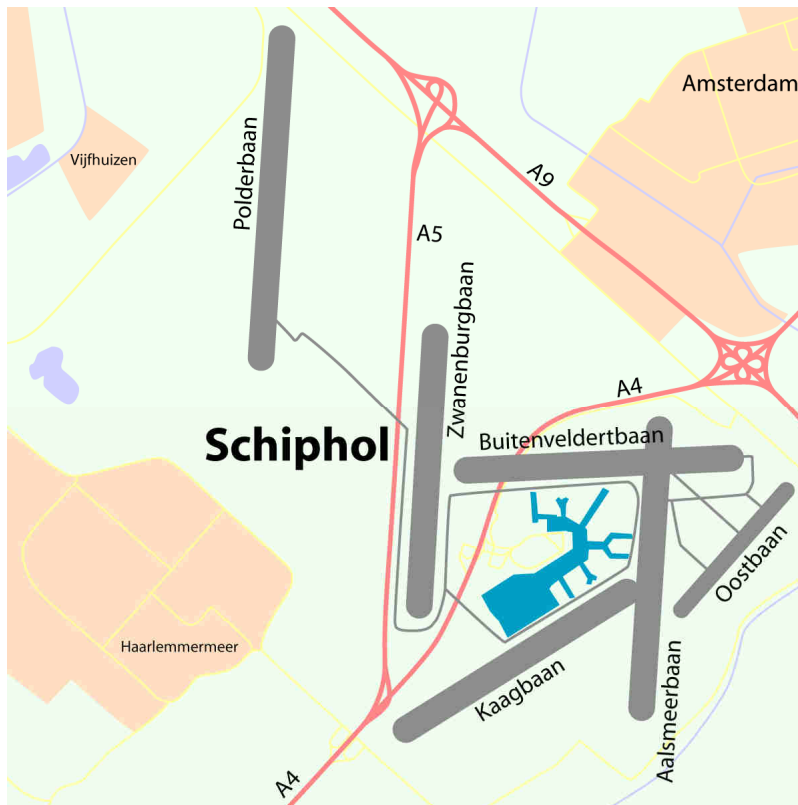 Amsterdam
Vijfhuizen
Polderbaan
A9
A5
Zwanenburgbaan
A4
Schiphol
Buitenveldertbaan
Oostbaan
Haarlemmermeer
Kaagbaan
Aalsmeerbaan
A4